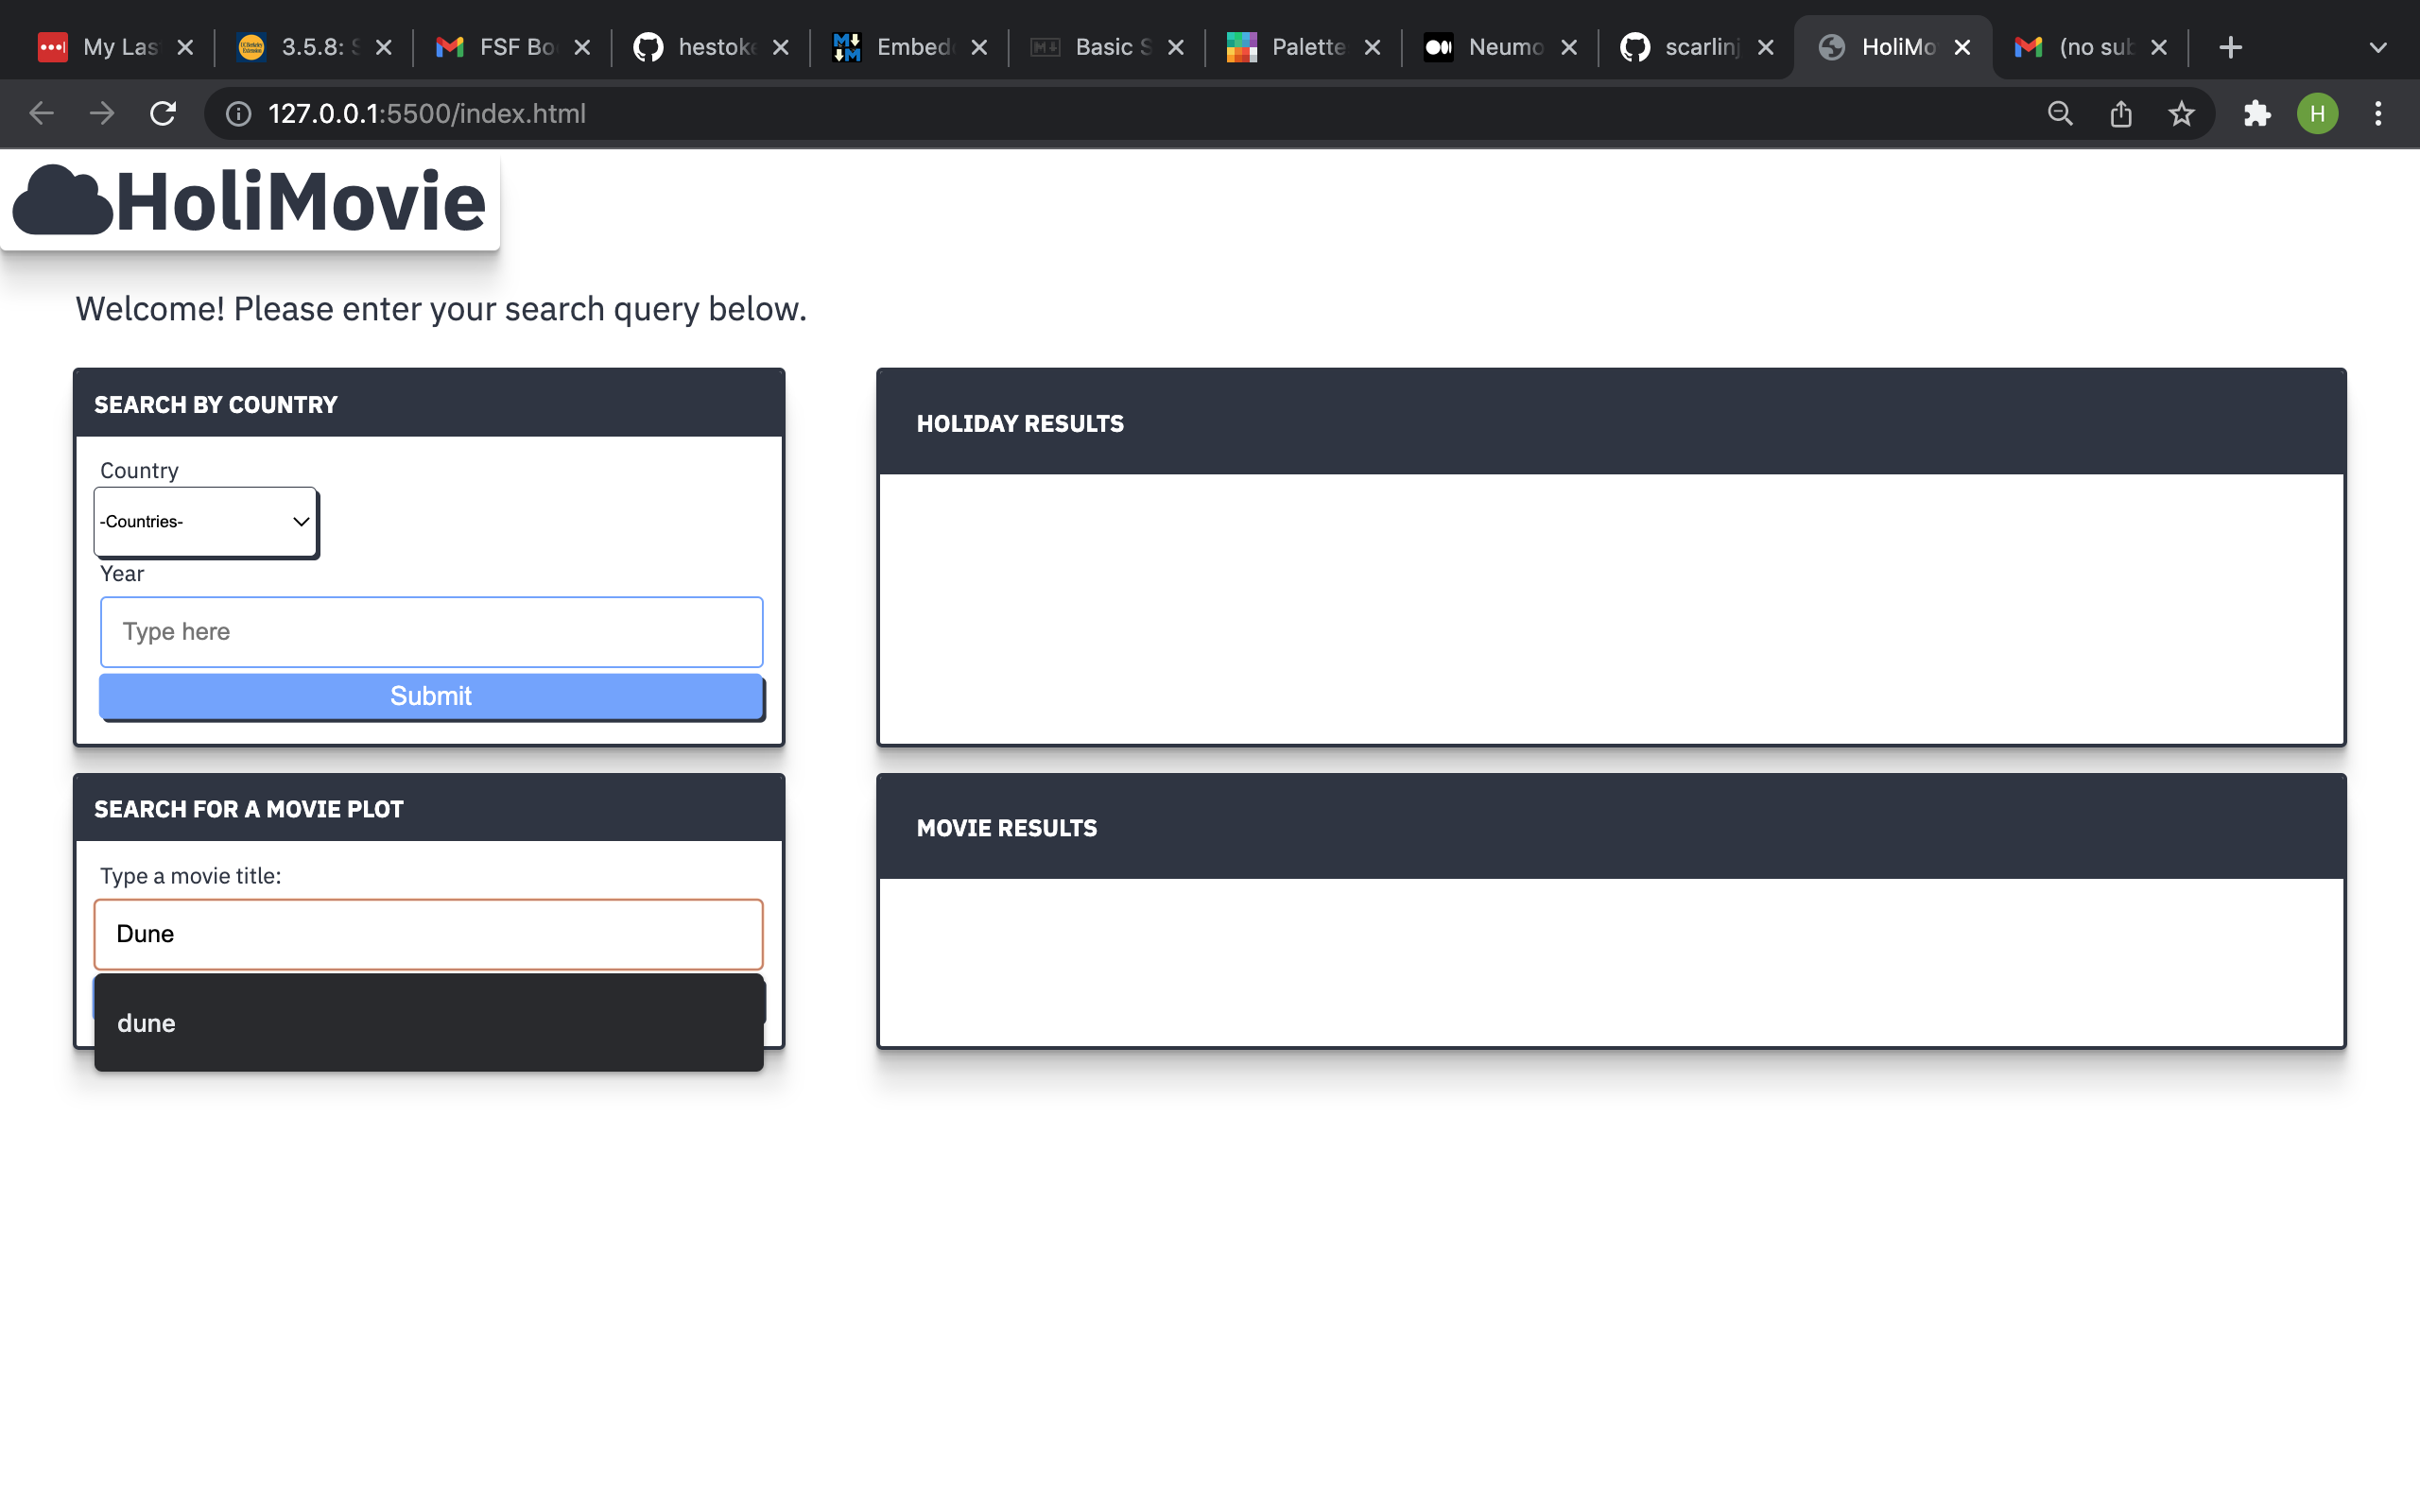 My Las
3.5.8: S
FSF Bo
hestoke
Embed
Basic S
Palette
Neumo
scarlinj
HoliMo
(no sub
127.0.0.1:5500/index.html
H
HoliMovie
Welcome! Please enter your search query below.
SEARCH BY COUNTRY
Country
-Countries-
Year
Type here
Submit
HOLIDAY RESULTS
SEARCH FOR A MOVIE PLOT
Type a movie title:
Dune
dune
MOVIE RESULTS